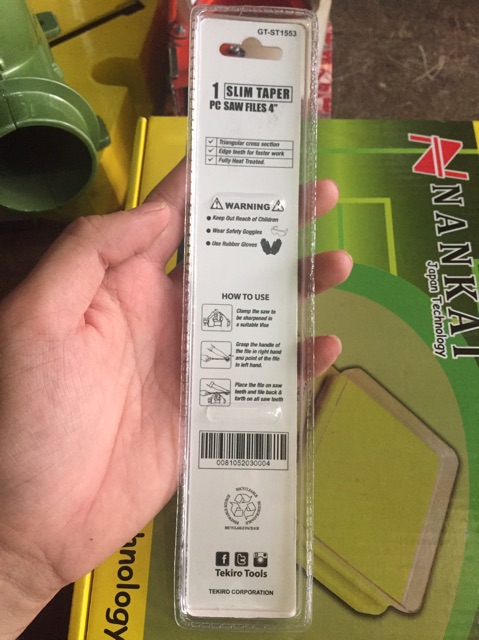 GT-ST1553
1 SLIM TAPER
PC SAW FILES 4"
Triangular cross section
Edge teeth for faster work
Fully Heat Treated.
WARNING
Keep Out Reach of Children
Wear Safety Goggles
Use Rubber Gloves
HOW TO USE
Clamp the saw to
be sharpened in
a suitable Vise
Grasp the handle of
the file in right hand
and point of the file
in left hand.
Place the file on saw
teeth and file back &
forth on all saw teeth
0081052030004
Tekiro Tools
TEKIRO CORPORATION
NANKAI
Japan Technology
hnology